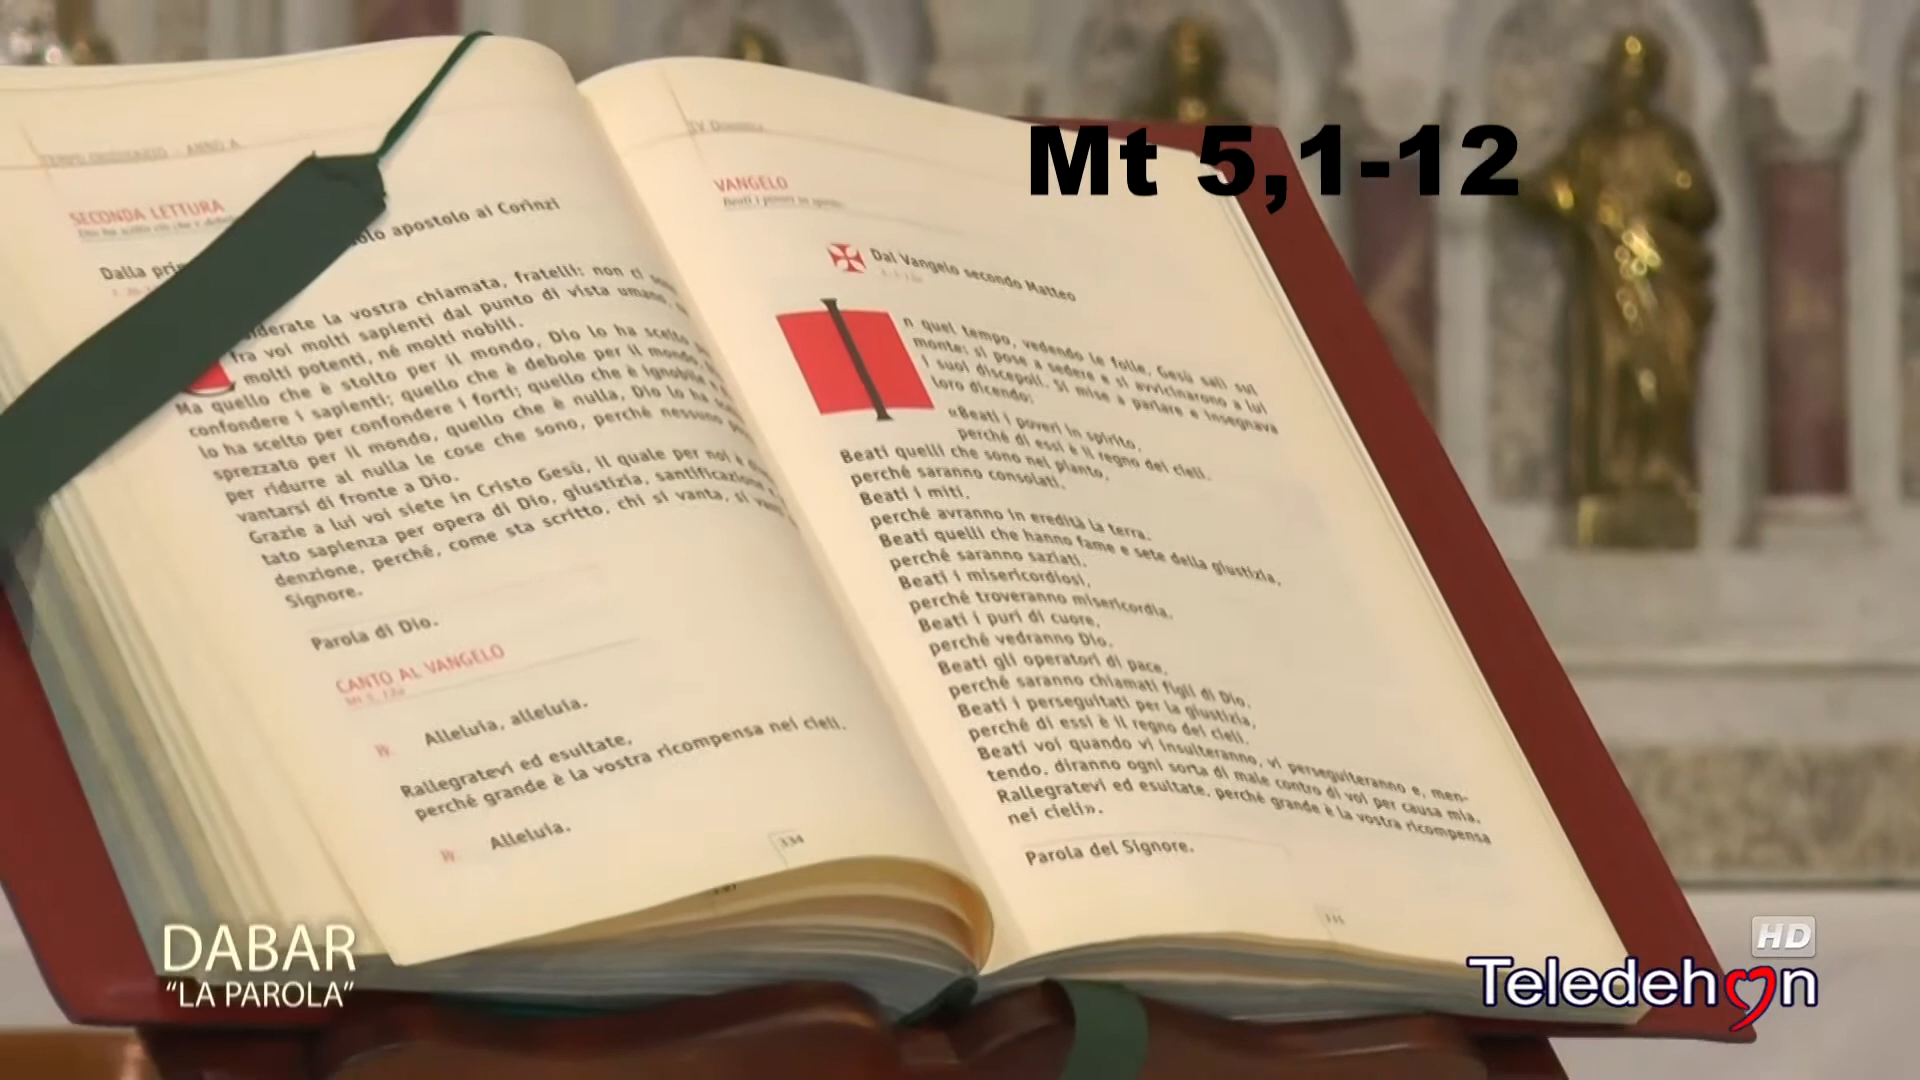 TEMPO ORDINARIO - ANNO A
SECONDA LETTURA
Dalla
apostolo ai Corinzi
la vostra chiamata, fratelli: non ci
fra voi molti sapienti dal punto di vista umano,
molti potenti, né molti nobili.
Ma quello che è stolto per il mondo, Dio lo ha scelto
confondere i sapienti; quello che è debole per il mondo,
lo ha scelto per confondere i forti; quello che è ignobile e
sprezzato per il mondo, quello che è nulla, Dio lo ha
per ridurre al nulla le cose che sono, perché nessuno
vantarsi di fronte a Dio.
Grazie a lui voi siete in Cristo Gesù, il quale per noi è
tato sapienza per opera di Dio, giustizia, santificazione
denzione, perché, come sta scritto, chi si vanta, si
Signore.
Parola di Dio.
CANTO AL VANGELO
Alleluia, alleluia.
Rallegratevi ed esultate,
perché grande è la vostra ricompensa nei cieli.
Alleluia.
334
VANGELO
Beati i poveri in spirito
Dal Vangelo secondo Matteo
In quel tempo, vedendo le folle, Gesù salì sul
monte: si pose a sedere e si avvicinarono a lui
i suoi discepoli. Si mise a parlare e insegnava
loro dicendo:
«Beati i poveri in spirito,
perché di essi è il regno dei cieli.
Beati quelli che sono nel pianto,
perché saranno consolati.
Beati i miti,
perché avranno in eredità la terra.
Beati quelli che hanno fame e sete della giustizia,
perché saranno saziati.
Beati i misericordiosi,
perché troveranno misericordia.
Beati i puri di cuore,
perché vedranno Dio.
Beati gli operatori di pace,
perché saranno chiamati figli di Dio.
Beati i perseguitati per la giustizia,
perché di essi è il regno dei cieli.
Beati voi quando vi insulteranno, vi perseguiteranno e, men-
tendo, diranno ogni sorta di male contro di voi per causa mia.
Rallegratevi ed esultate, perché grande è la vostra ricompensa
nei cieli».
Parola del Signore.
335
Mt 5,1-12
DABAR
“LA PAROLA”
HD
Teledehon